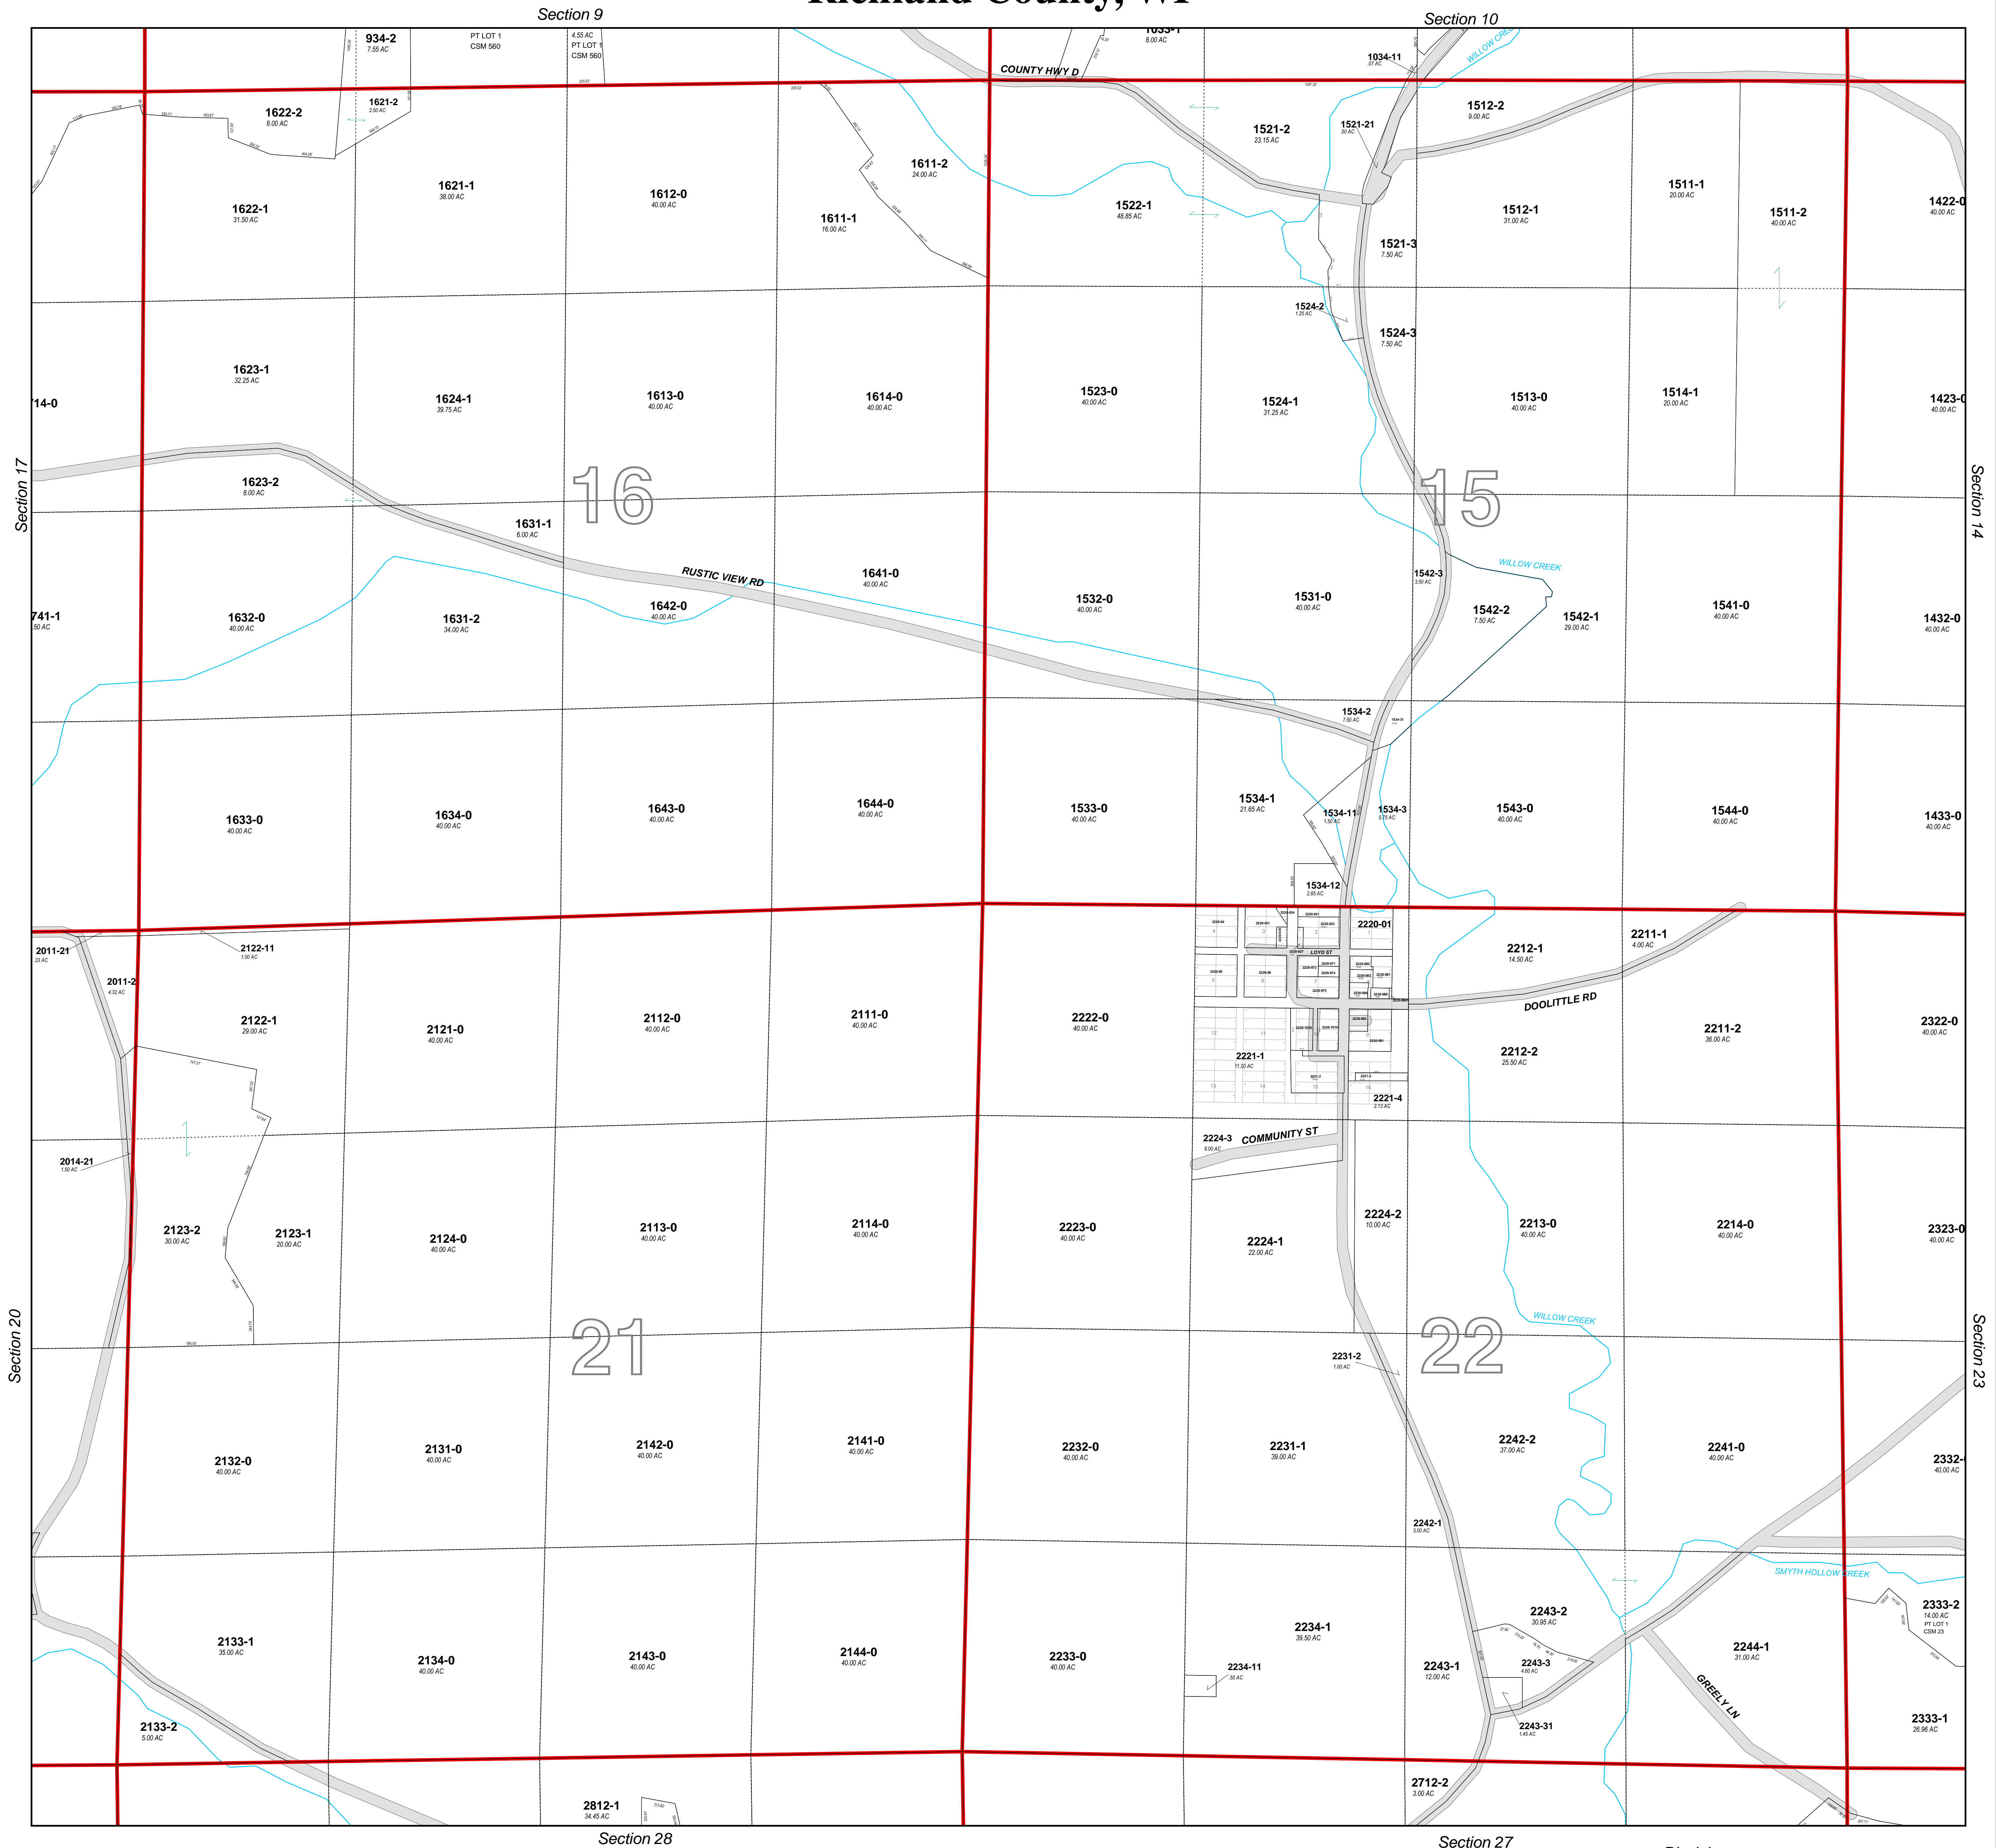 Richland County, WI
Section 9
Section 10
934-2
7.55 AC
PT LOT 1
CSM 560
4.55 AC
PT LOT 1
CSM 560
1033-1
8.00 AC
1034-11
.07 AC
WILLOW CREEK
COUNTY HWY D
1622-2
8.00 AC
1621-2
2.50 AC
1521-2
23.15 AC
1521-21
.50 AC
1512-2
9.00 AC
1622-1
31.50 AC
1621-1
38.00 AC
1612-0
40.00 AC
1611-2
24.00 AC
1611-1
16.00 AC
1522-1
48.85 AC
1512-1
31.00 AC
1511-1
20.00 AC
1511-2
40.00 AC
1422-0
40.00 AC
1521-3
7.50 AC
1524-2
1.25 AC
1524-3
7.50 AC
714-0
1623-1
32.25 AC
1624-1
39.75 AC
1613-0
40.00 AC
1614-0
40.00 AC
1523-0
40.00 AC
1524-1
31.25 AC
1513-0
40.00 AC
1514-1
20.00 AC
1423-0
40.00 AC
Section 17
1623-2
8.00 AC
16
15
Section 14
1631-1
6.00 AC
RUSTIC VIEW RD
WILLOW CREEK
741-1
50 AC
1632-0
40.00 AC
1631-2
34.00 AC
1642-0
40.00 AC
1641-0
40.00 AC
1532-0
40.00 AC
1531-0
40.00 AC
1542-3
3.50 AC
1542-2
7.50 AC
1542-1
29.00 AC
1541-0
40.00 AC
1432-0
40.00 AC
1534-2
7.50 AC
1534-31
1633-0
40.00 AC
1634-0
40.00 AC
1643-0
40.00 AC
1644-0
40.00 AC
1533-0
40.00 AC
1534-1
21.65 AC
1534-11
1.50 AC
1534-3
5.75 AC
1543-0
40.00 AC
1544-0
40.00 AC
1433-0
40.00 AC
1534-12
2.85 AC
2011-21
33 AC
2122-11
1.00 AC
2011-2
4.32 AC
2220-01
LOYD ST
2212-1
14.50 AC
2211-1
4.00 AC
DOOLITTLE RD
2122-1
29.00 AC
2121-0
40.00 AC
2112-0
40.00 AC
2111-0
40.00 AC
2222-0
40.00 AC
2221-1
11.20 AC
2212-2
25.50 AC
2211-2
36.00 AC
2322-0
40.00 AC
2221-4
2.13 AC
2224-3
8.00 AC
COMMUNITY ST
2014-21
1.50 AC
2123-2
30.00 AC
2123-1
20.00 AC
2124-0
40.00 AC
2113-0
40.00 AC
2114-0
40.00 AC
2223-0
40.00 AC
2224-1
22.00 AC
2224-2
10.00 AC
2213-0
40.00 AC
2214-0
40.00 AC
2323-0
40.00 AC
Section 20
21
22
WILLOW CREEK
Section 23
2231-2
1.00 AC
2132-0
40.00 AC
2131-0
40.00 AC
2142-0
40.00 AC
2141-0
40.00 AC
2232-0
40.00 AC
2231-1
39.00 AC
2242-2
37.00 AC
2241-0
40.00 AC
2332-
40.00 AC
2242-1
3.00 AC
SMYTH HOLLOW CREEK
2133-1
35.00 AC
2134-0
40.00 AC
2143-0
40.00 AC
2144-0
40.00 AC
2233-0
40.00 AC
2234-1
39.50 AC
2234-11
.50 AC
2243-1
12.00 AC
2243-2
30.95 AC
2243-3
4.60 AC
2243-31
1.45 AC
2244-1
31.00 AC
GREELY LN
2333-2
14.00 AC
PT LOT 1
CSM 23
2333-1
26.96 AC
2133-2
5.00 AC
2812-1
34.45 AC
2712-2
3.00 AC
Section 28
Section 27